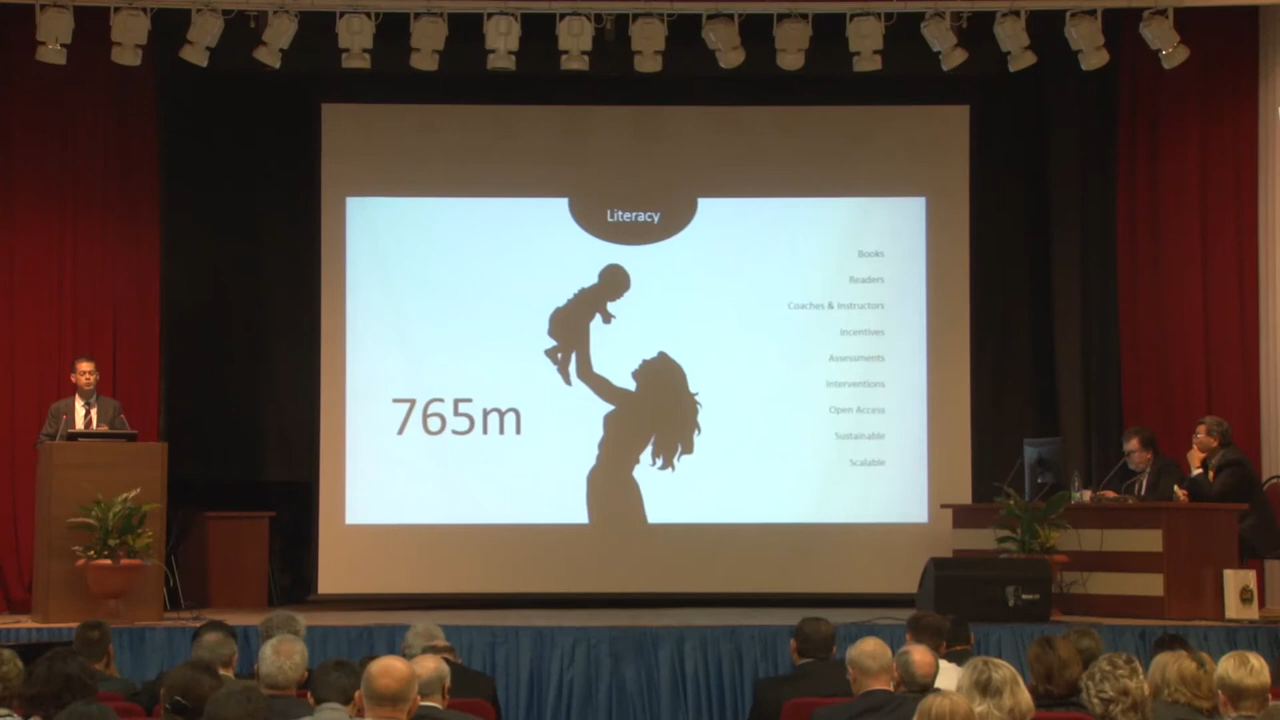 Literacy
Books
Readers
Coaches & Instructors
Incentives
Assessments
Interventions
Open Access
Sustainable
Scalable
765m